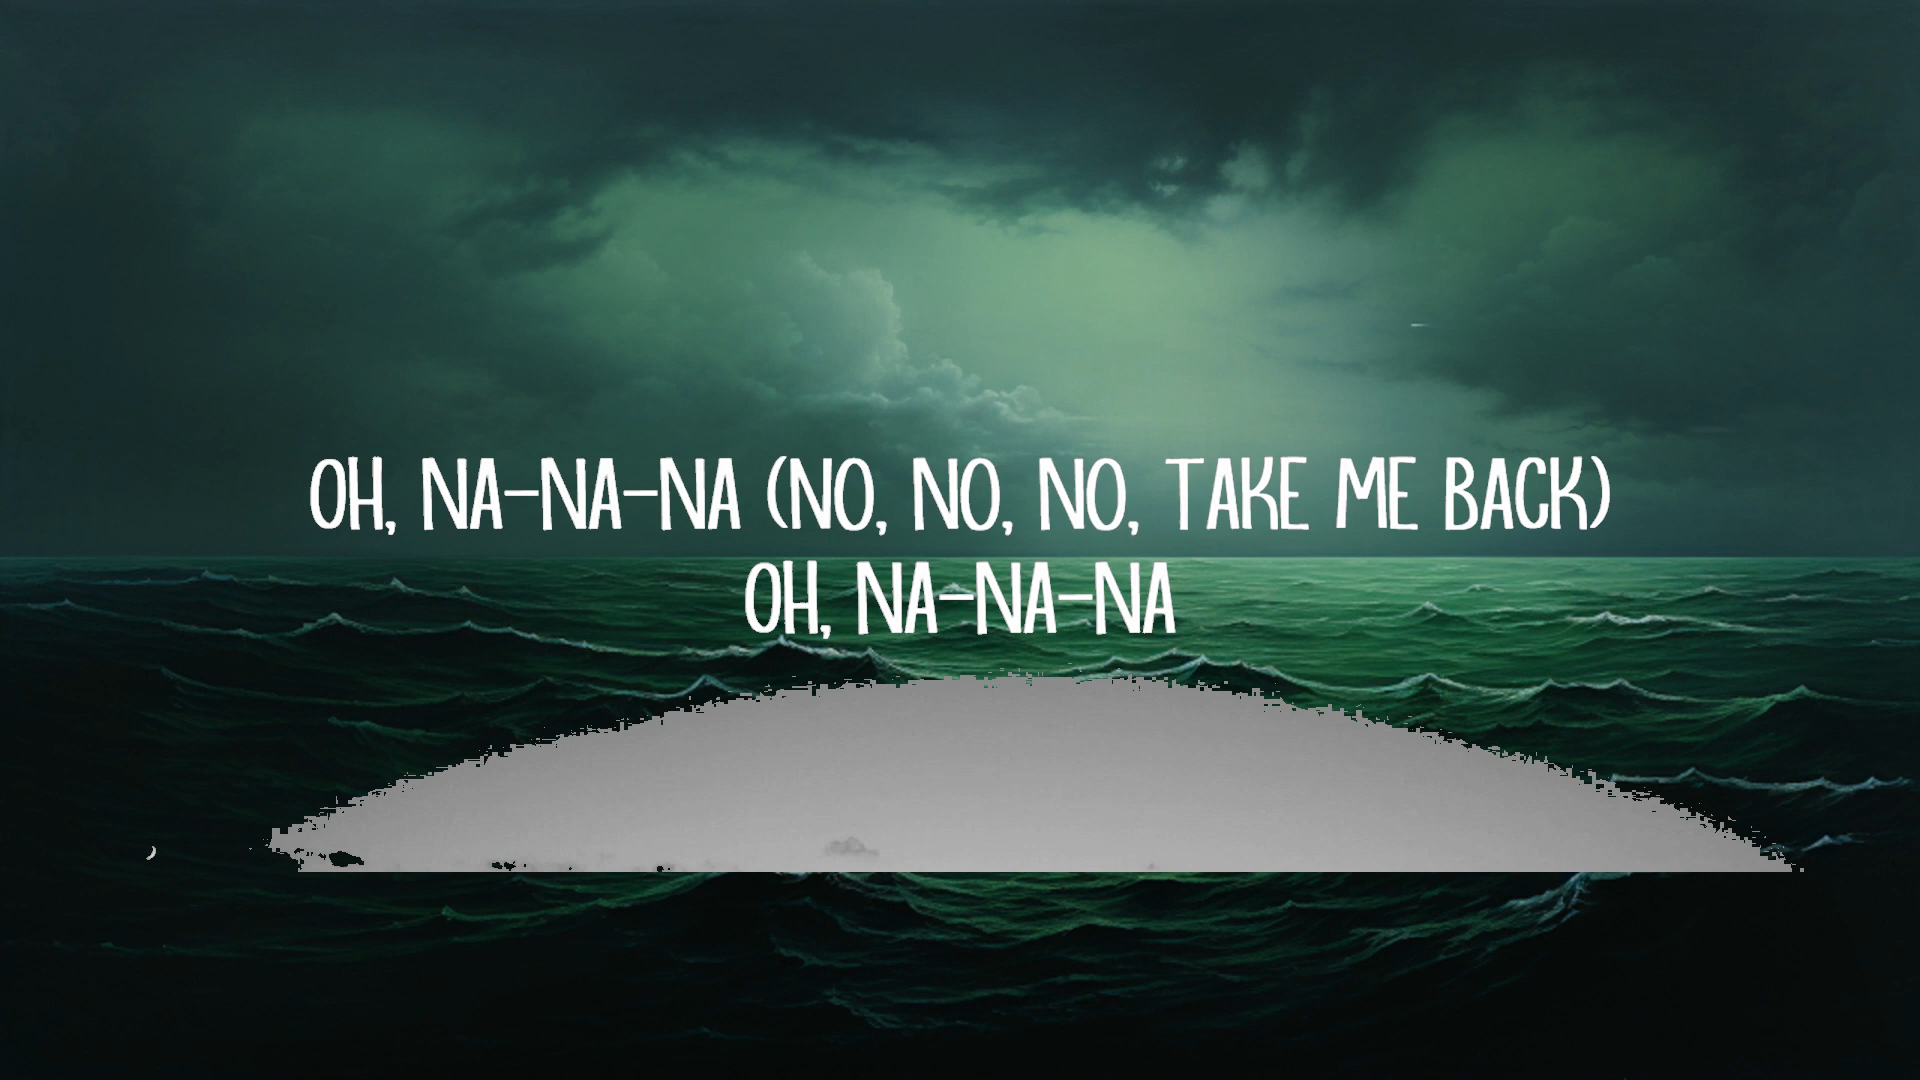 OH, NA-NA-NA (NO, NO, NO, TAKE ME BACK)
OH, NA-NA-NA